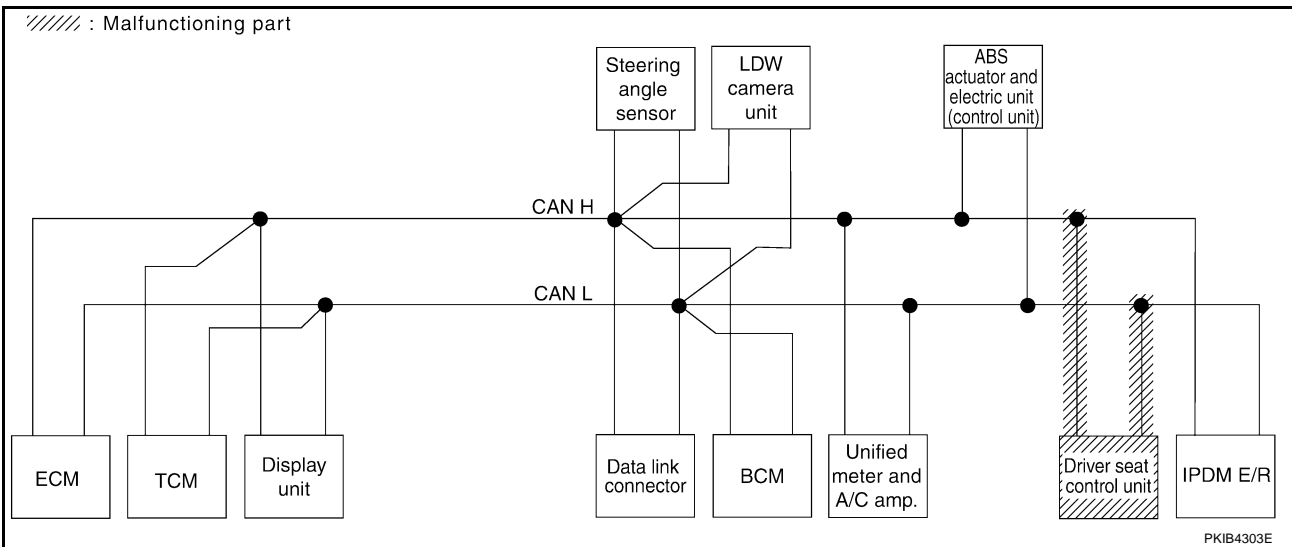 : Malfunctioning part
Steering
angle
sensor
LDW
camera
unit
ABS
actuator and
electric unit
(control unit)
CAN H
CAN L
ECM
TCM
Display
unit
Data link
connector
BCM
Unified
meter and
A/C amp.
Driver seat
control unit
IPDM E/R
PKIB4303E